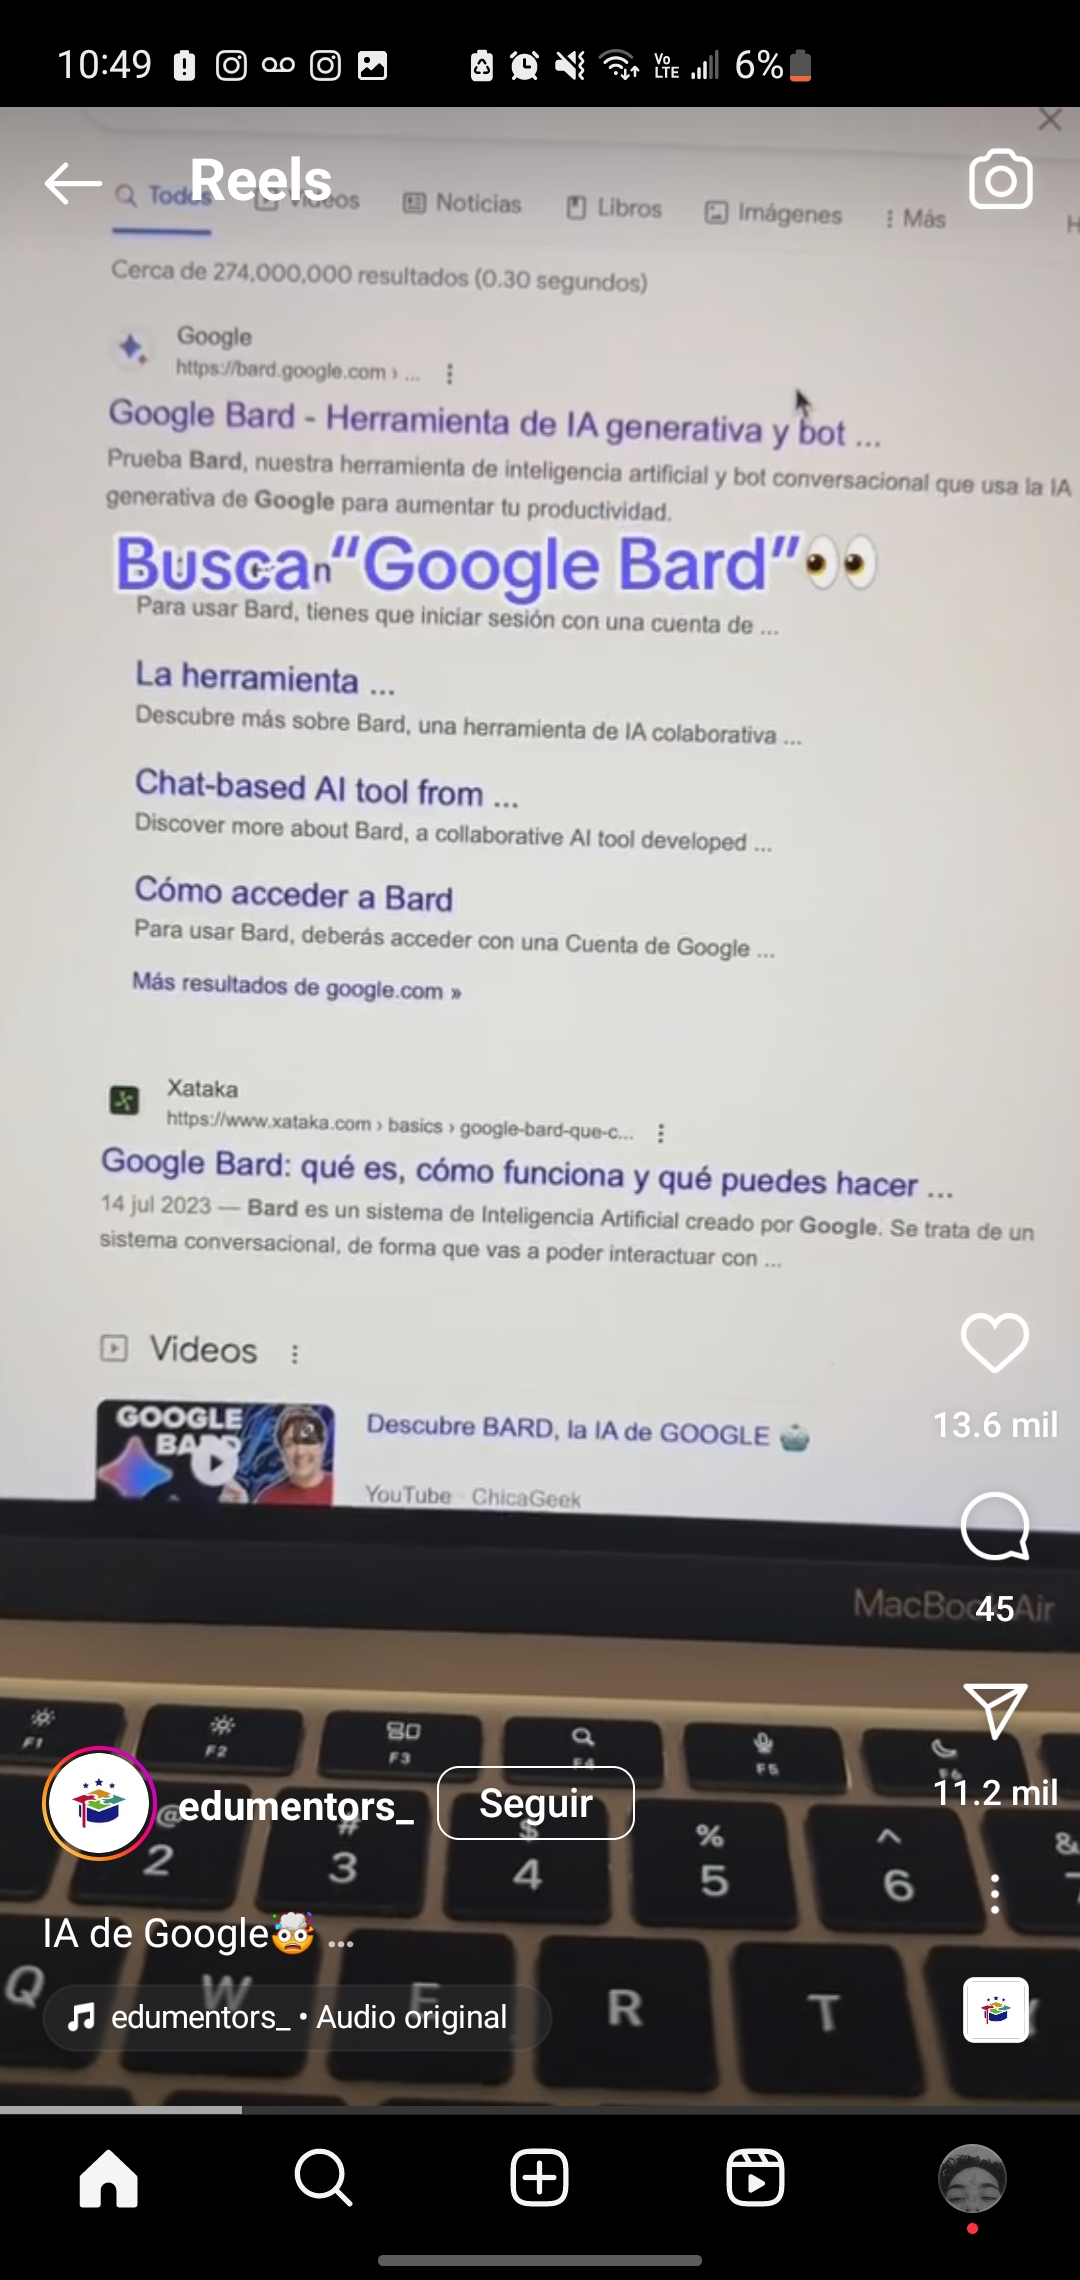 10:49
Vo LTE
6%
Reels
Todos
Videos
Noticias
Libros
Imágenes
Más
Cerca de 274,000,000 resultados (0.30 segundos)
Google
https://bard.google.com › ...
Google Bard - Herramienta de IA generativa y bot ...
Prueba Bard, nuestra herramienta de inteligencia artificial y bot conversacional que usa la IA
generativa de Google para aumentar tu productividad.
Busca “Google Bard”👀
Para usar Bard, tienes que iniciar sesión con una cuenta de ...
La herramienta ...
Descubre más sobre Bard, una herramienta de IA colaborativa ...
Chat-based AI tool from ...
Discover more about Bard, a collaborative AI tool developed ...
Cómo acceder a Bard
Para usar Bard, deberás acceder con una Cuenta de Google ...
Más resultados de google.com »
Xataka
https://www.xataka.com › basics › google-bard-que-c...
Google Bard: qué es, cómo funciona y qué puedes hacer ...
14 jul 2023 — Bard es un sistema de Inteligencia Artificial creado por Google. Se trata de un
sistema conversacional, de forma que vas a poder interactuar con ...
Videos
GOOGLE
BARD
Descubre BARD, la IA de GOOGLE 🤖
YouTube · ChicaGeek
13.6 mil
MacBook Air
45
F1
F2
F3
F4
F5
F6
11.2 mil
edumentors_
Seguir
@ # $ % ^ &
2 3 4 5 6 7
IA de Google🤯 ...
Q W E R T
edumentors_ • Audio original